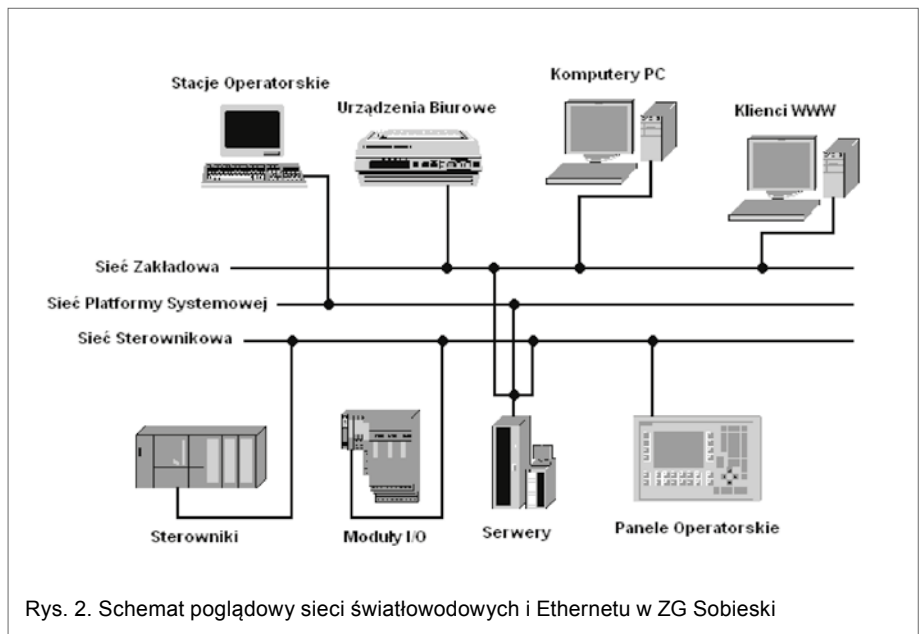 Stacje Operatorskie
Urządzenia Biurowe
Komputery PC
Klienci WWW
Sieć Zakładowa
Sieć Platformy Systemowej
Sieć Sterownikowa
Sterowniki
Moduły I/O
Serwery
Panele Operatorskie
Rys. 2. Schemat poglądowy sieci światłowodowych i Ethernetu w ZG Sobieski